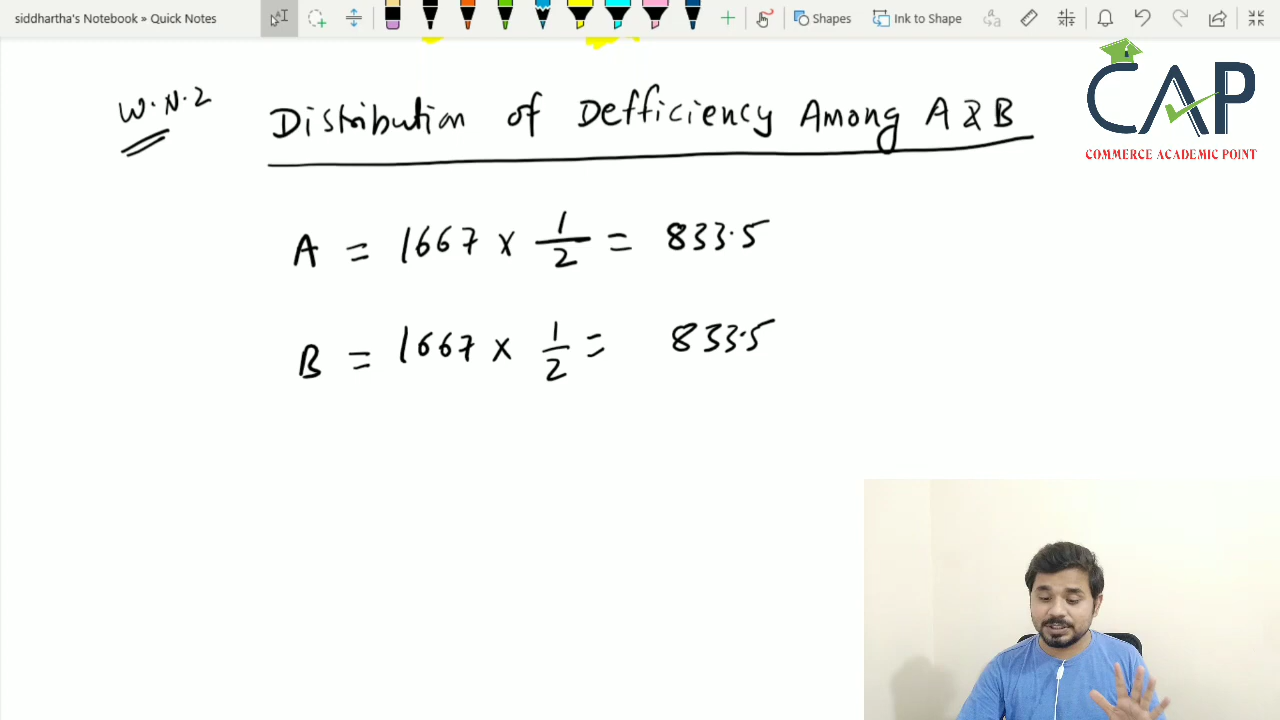 siddhartha's Notebook » Quick Notes
Shapes
Ink to Shape
CAP
COMMERCE ACADEMIC POINT
W.N.2
Distribution of Defficiency Among A & B
A = 1667 × 1/2 = 833.5
B = 1667 × 1/2 = 833.5